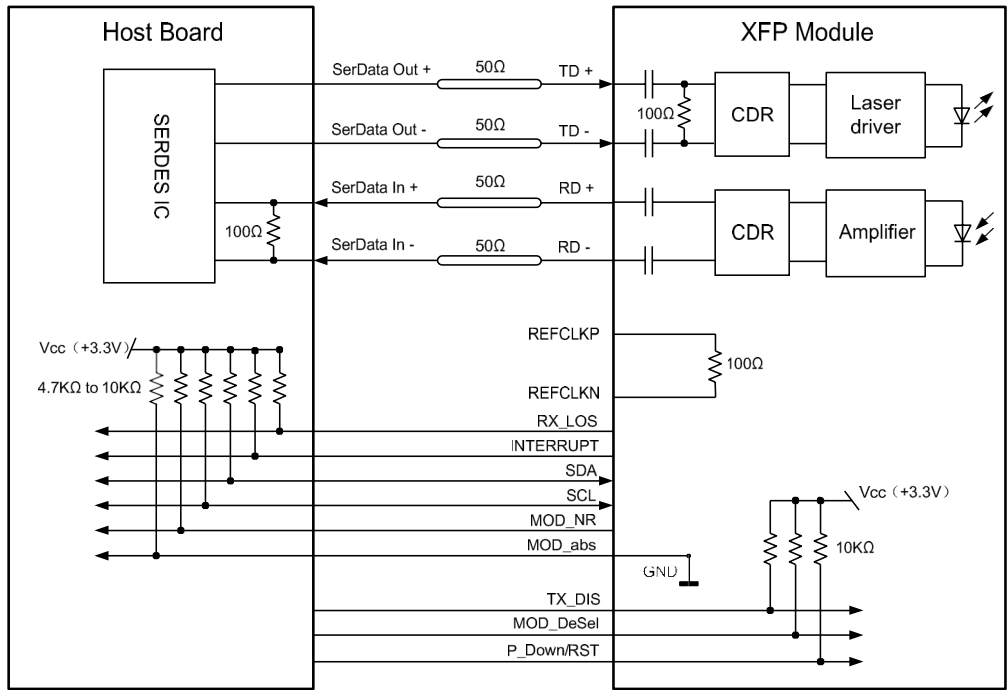 Host Board
XFP Module
SERDES IC
SerData Out +
50Ω
TD +
SerData Out -
50Ω
TD -
100Ω
CDR
Laser
driver
SerData In +
50Ω
RD +
100Ω
SerData In -
50Ω
RD -
CDR
Amplifier
REFCLKP
100Ω
REFCLKN
Vcc（+3.3V）
4.7KΩ to 10KΩ
RX_LOS
INTERRUPT
SDA
SCL
MOD_NR
MOD_abs
GND
Vcc（+3.3V）
10KΩ
TX_DIS
MOD_DeSel
P_Down/RST